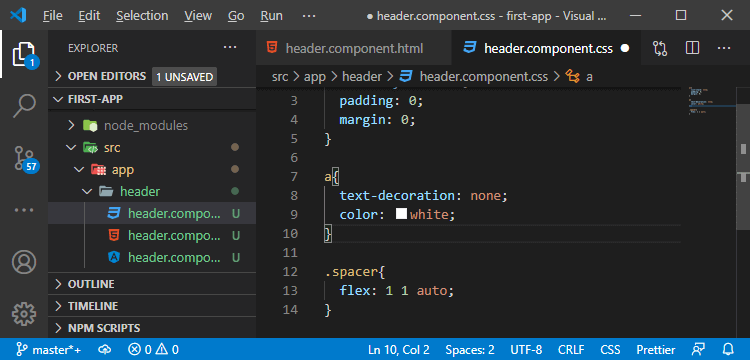 File Edit Selection View Go Run ··· ● header.component.css - first-app - Visual ...
EXPLORER ···
OPEN EDITORS 1 UNSAVED
FIRST-APP
node_modules
src
app
header
header.compo... U
header.compo... U
header.compo... U
OUTLINE
TIMELINE
NPM SCRIPTS
1
57
header.component.html
header.component.css ●
src > app > header > header.component.css > a
3 padding: 0;
4 margin: 0;
5 }
6
7 a{
8 text-decoration: none;
9 color: white;
10 }
11
12 .spacer{
13 flex: 1 1 auto;
14 }
master*+ 0 0 Ln 10, Col 2 Spaces: 2 UTF-8 CRLF CSS Prettier